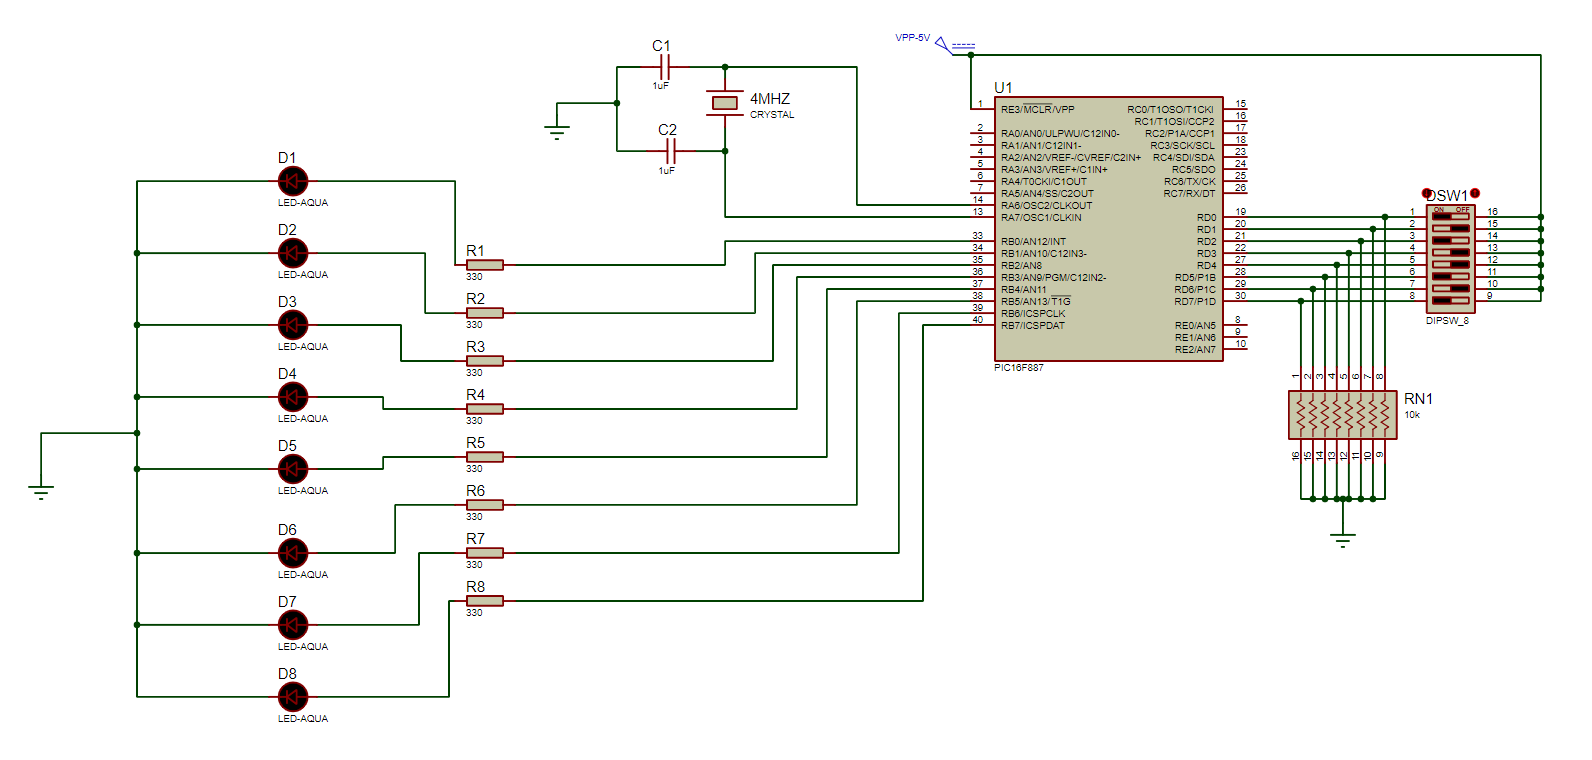 VPP-5V
C1
1uF
4MHZ
CRYSTAL
C2
1uF
U1
1 RE3/MCLR/VPP RC0/T1OSO/T1CKI 15
RC1/T1OSI/CCP2 16
2 RA0/AN0/ULPWU/C12IN0- RC2/P1A/CCP1 17
3 RA1/AN1/C12IN1- RC3/SCK/SCL 18
4 RA2/AN2/VREF-/CVREF/C2IN+ RC4/SDI/SDA 23
5 RA3/AN3/VREF+/C1IN+ RC5/SDO 24
6 RA4/T0CKI/C1OUT RC6/TX/CK 25
7 RA5/AN4/SS/C2OUT RC7/RX/DT 26
14 RA6/OSC2/CLKOUT
13 RA7/OSC1/CLKIN RD0 19
RD1 20
33 RB0/AN12/INT RD2 21
34 RB1/AN10/C12IN3- RD3 22
35 RB2/AN8 RD4 27
36 RB3/AN9/PGM/C12IN2- RD5/P1B 28
37 RB4/AN11 RD6/P1C 29
38 RB5/AN13/T1G RD7/P1D 30
39 RB6/ICSPCLK
40 RB7/ICSPDAT RE0/AN5 8
RE1/AN6 9
RE2/AN7 10
PIC16F887
DSW1
ON OFF
1 16
2 15
3 14
4 13
5 12
6 11
7 10
8 9
DIPSW_8
1 2 3 4 5 6 7 8
RN1
10k
16 15 14 13 12 11 10 9
D1
LED-AQUA
D2
LED-AQUA
D3
LED-AQUA
D4
LED-AQUA
D5
LED-AQUA
D6
LED-AQUA
D7
LED-AQUA
D8
LED-AQUA
R1
330
R2
330
R3
330
R4
330
R5
330
R6
330
R7
330
R8
330